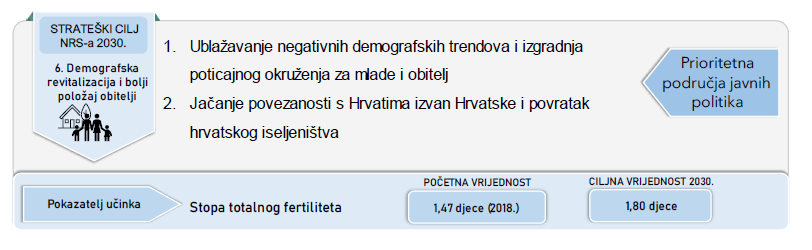 STRATEŠKI CILJ
NRS-a 2030.
6. Demografska
revitalizacija i bolji
položaj obitelji
1. Ublažavanje negativnih demografskih trendova i izgradnja
poticajnog okruženja za mlade i obitelj
2. Jačanje povezanosti s Hrvatima izvan Hrvatske i povratak
hrvatskog iseljeništva
Prioritetna
područja javnih
politika
Pokazatelj učinka
Stopa totalnog fertiliteta
POČETNA VRIJEDNOST
1,47 djece (2018.)
CILJNA VRIJEDNOST 2030.
1,80 djece